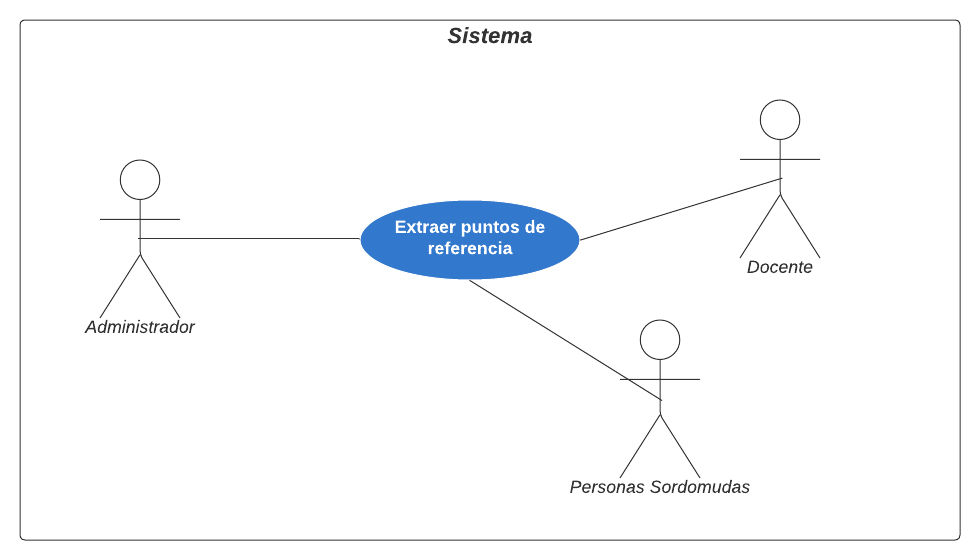 Sistema
Extraer puntos de
referencia
Docente
Administrador
Personas Sordomudas